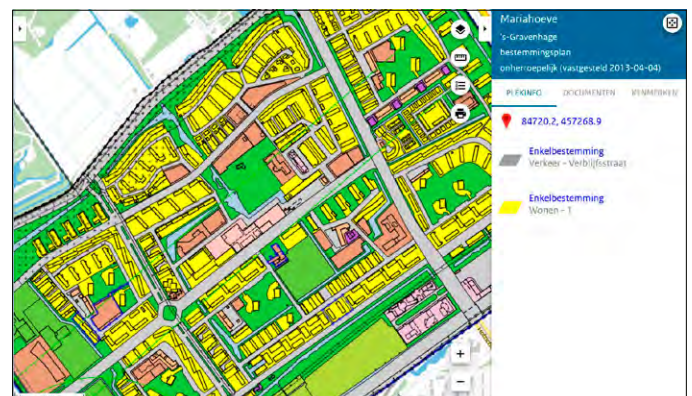 Mariahoeve
's-Gravenhage
bestemmingsplan
onherroepelijk (vastgesteld 2013-04-04)
PLEKINFO DOCUMENTEN KENMERKEN
84720.2, 457268.9
Enkelbestemming
Verkeer - Verblijfsstraat
Enkelbestemming
Wonen - 1
+
−